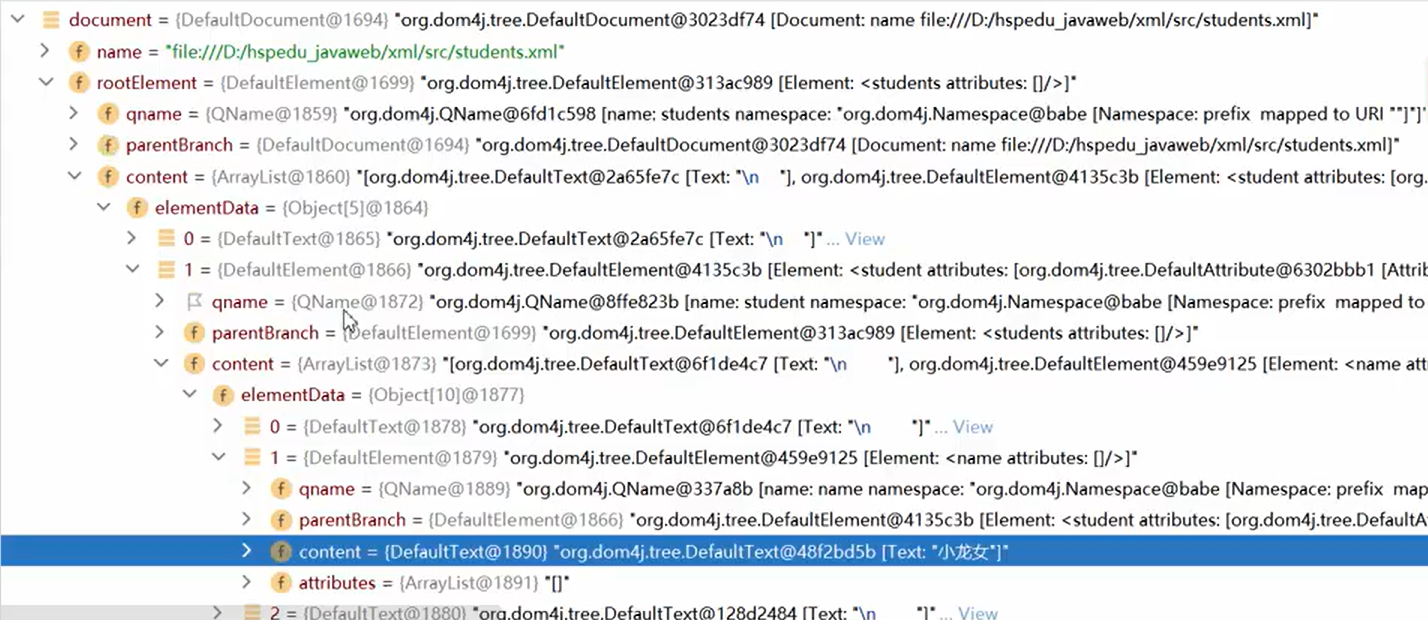 document = {DefaultDocument@1694} "org.dom4j.tree.DefaultDocument@3023df74 [Document: name file:///D:/hspedu_javaweb/xml/src/students.xml]"
name = "file:///D:/hspedu_javaweb/xml/src/students.xml"
rootElement = {DefaultElement@1699} "org.dom4j.tree.DefaultElement@313ac989 [Element: <students attributes: []/>]"
qname = {QName@1859} "org.dom4j.QName@6fd1c598 [name: students namespace: "org.dom4j.Namespace@babe [Namespace: prefix  mapped to URI ""]"]"
parentBranch = {DefaultDocument@1694} "org.dom4j.tree.DefaultDocument@3023df74 [Document: name file:///D:/hspedu_javaweb/xml/src/students.xml]"
content = {ArrayList@1860} "[org.dom4j.tree.DefaultText@2a65fe7c [Text: "\n    "], org.dom4j.tree.DefaultElement@4135c3b [Element: <student attributes: [org.
elementData = {Object[5]@1864}
0 = {DefaultText@1865} "org.dom4j.tree.DefaultText@2a65fe7c [Text: "\n    "]" ... View
1 = {DefaultElement@1866} "org.dom4j.tree.DefaultElement@4135c3b [Element: <student attributes: [org.dom4j.tree.DefaultAttribute@6302bbb1 [Attrib
qname = {QName@1872} "org.dom4j.QName@8ffe823b [name: student namespace: "org.dom4j.Namespace@babe [Namespace: prefix  mapped to
parentBranch = {DefaultElement@1699} "org.dom4j.tree.DefaultElement@313ac989 [Element: <students attributes: []/>]"
content = {ArrayList@1873} "[org.dom4j.tree.DefaultText@6f1de4c7 [Text: "\n        "], org.dom4j.tree.DefaultElement@459e9125 [Element: <name att
elementData = {Object[10]@1877}
0 = {DefaultText@1878} "org.dom4j.tree.DefaultText@6f1de4c7 [Text: "\n        "]" ... View
1 = {DefaultElement@1879} "org.dom4j.tree.DefaultElement@459e9125 [Element: <name attributes: []/>]"
qname = {QName@1889} "org.dom4j.QName@337a8b [name: name namespace: "org.dom4j.Namespace@babe [Namespace: prefix  map
parentBranch = {DefaultElement@1866} "org.dom4j.tree.DefaultElement@4135c3b [Element: <student attributes: [org.dom4j.tree.DefaultA
content = {DefaultText@1890} "org.dom4j.tree.DefaultText@48f2bd5b [Text: "小龙女"]"
attributes = {ArrayList@1891} "[]"
2 = {DefaultText@1880} "org.dom4j.tree.DefaultText@128d2484 [Text: "\n        "]" ... View